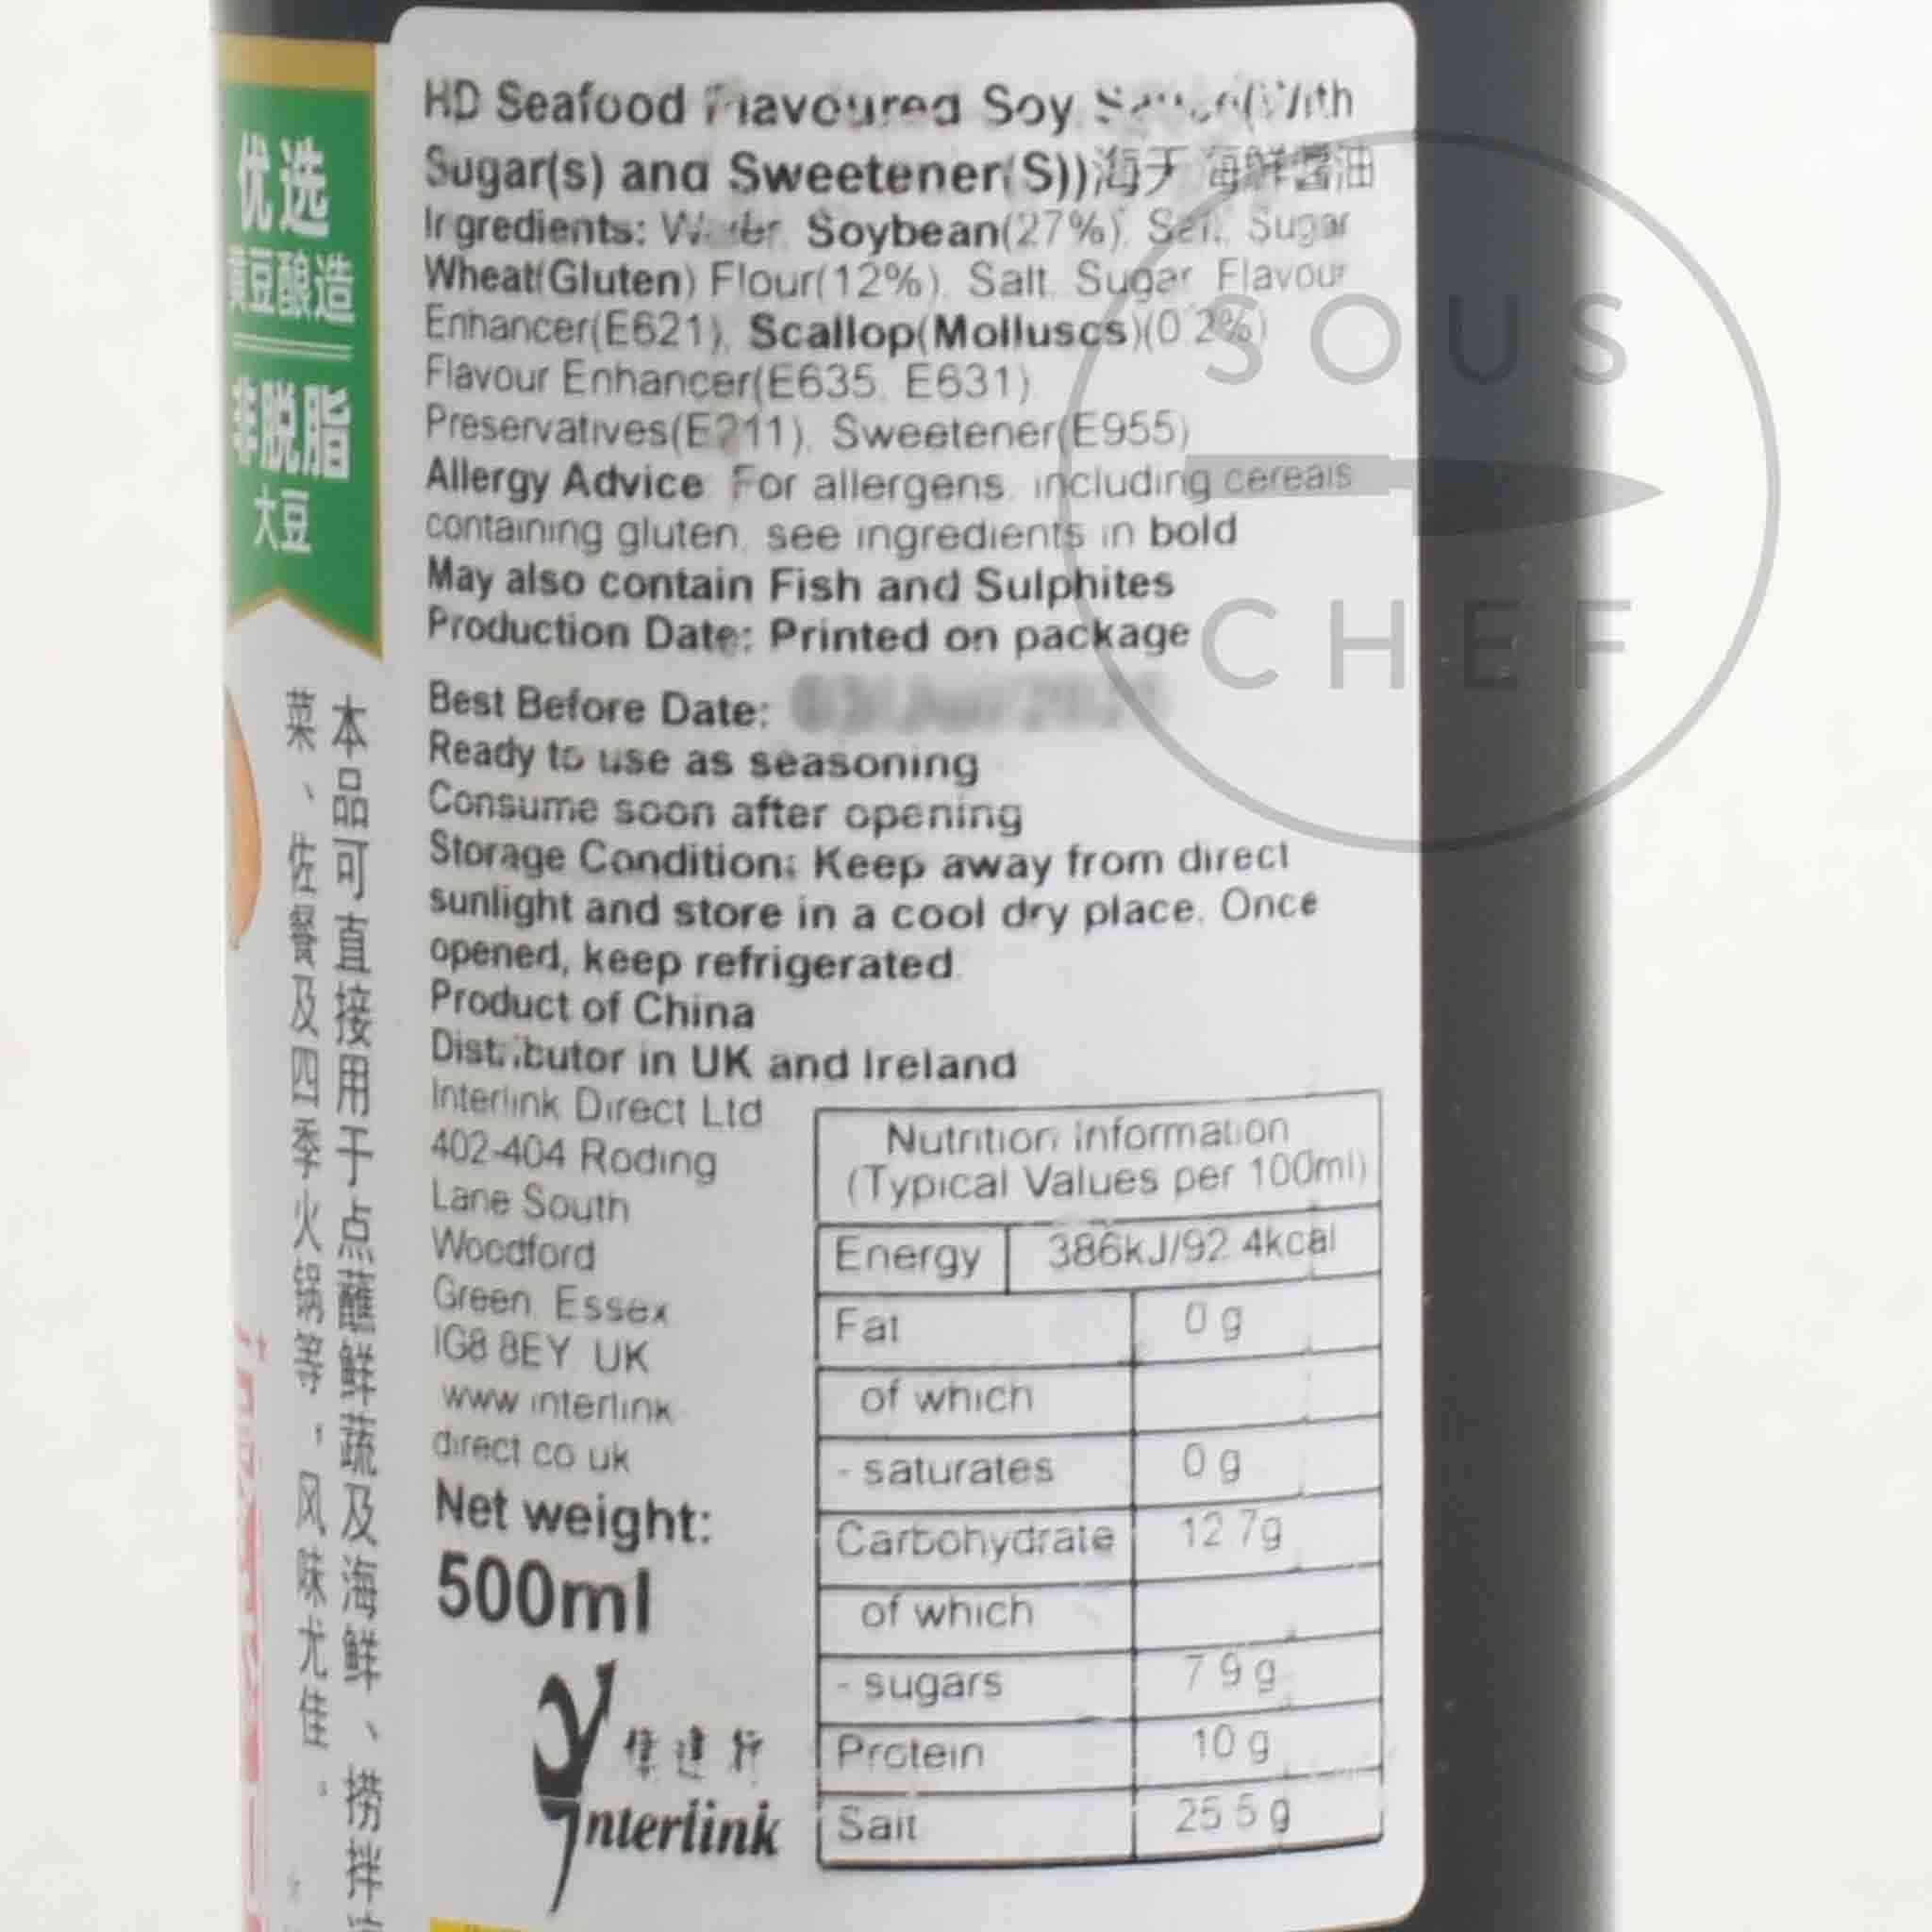 优选
黄豆酿造
非脱脂
大豆
本品可直接用于点蘸鲜蔬及海鲜、捞拌
菜、佐餐及四季火锅等，风味尤佳。
HD Seafood Flavoured Soy Sauce(With
Sugar(s) and Sweetener(S))海天 海鲜酱油
Ingredients: Water, Soybean(27%), Salt, Sugar
Wheat(Gluten) Flour(12%), Salt, Sugar, Flavour
Enhancer(E621), Scallop(Molluscs)(0.2%)
Flavour Enhancer(E635, E631),
Preservatives(E211), Sweetener(E955)
Allergy Advice: For allergens, including cereals
containing gluten, see ingredients in bold
May also contain Fish and Sulphites
Production Date: Printed on package
Best Before Date:
Ready to use as seasoning
Consume soon after opening
Storage Condition: Keep away from direct
sunlight and store in a cool dry place. Once
opened, keep refrigerated.
Product of China
Distributor in UK and Ireland
Interlink Direct Ltd
402-404 Roding
Lane South
Woodford
Green, Essex
IG8 8EY, UK
www.interlink
direct.co.uk
Net weight:
500ml
Interlink
Nutrition Information
(Typical Values per 100ml)
Energy 386kJ/92.4kcal
Fat 0 g
of which
- saturates 0 g
Carbohydrate 12.7g
of which
- sugars 7.9 g
Protein 10 g
Salt 25.5 g
SOUS
CHEF